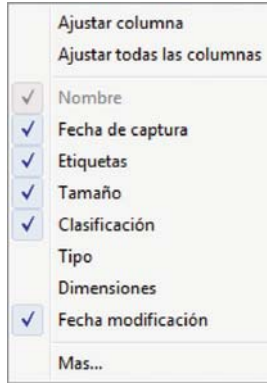 Ajustar columna
Ajustar todas las columnas
Nombre
Fecha de captura
Etiquetas
Tamaño
Clasificación
Tipo
Dimensiones
Fecha modificación
Mas...